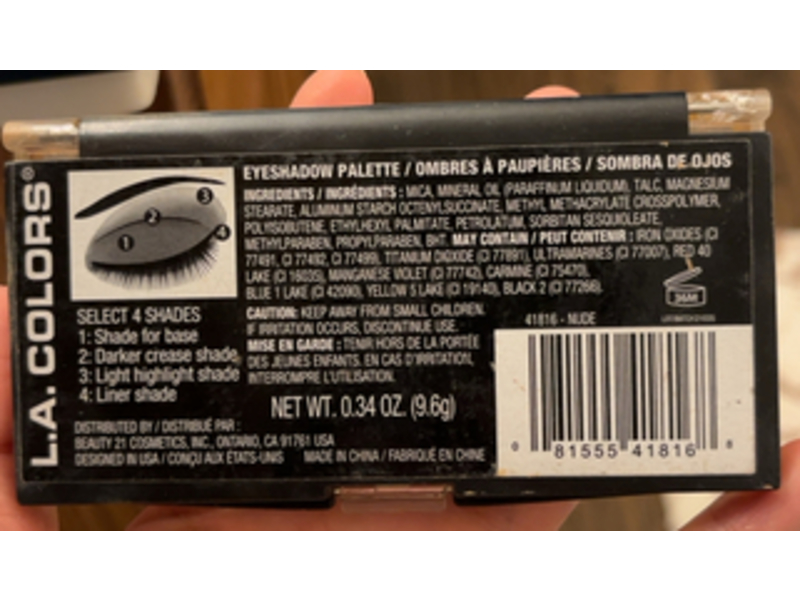 L.A. COLORS®
3
2
1
4
SELECT 4 SHADES
1: Shade for base
2: Darker crease shade
3: Light highlight shade
4: Liner shade
DISTRIBUTED BY / DISTRIBUÉ PAR :
BEAUTY 21 COSMETICS, INC., ONTARIO, CA 91761 USA
DESIGNED IN USA / CONÇU AUX ÉTATS-UNIS MADE IN CHINA / FABRIQUÉ EN CHINE
EYESHADOW PALETTE / OMBRES À PAUPIÈRES / SOMBRA DE OJOS
INGREDIENTS / INGRÉDIENTS : MICA, MINERAL OIL (PARAFFINUM LIQUIDUM), TALC, MAGNESIUM
STEARATE, ALUMINUM STARCH OCTENYLSUCCINATE, METHYL METHACRYLATE CROSSPOLYMER,
POLYISOBUTENE, ETHYLHEXYL PALMITATE, PETROLATUM, SORBITAN SESQUIOLEATE,
METHYLPARABEN, PROPYLPARABEN, BHT. MAY CONTAIN / PEUT CONTENIR : IRON OXIDES (CI
77491, CI 77492, CI 77499), TITANIUM DIOXIDE (CI 77891), ULTRAMARINES (CI 77007), RED 40
LAKE (CI 16035), MANGANESE VIOLET (CI 77742), CARMINE (CI 75470),
BLUE 1 LAKE (CI 42090), YELLOW 5 LAKE (CI 19140), BLACK 2 (CI 77266).
CAUTION: KEEP AWAY FROM SMALL CHILDREN.
IF IRRITATION OCCURS, DISCONTINUE USE.
MISE EN GARDE : TENIR HORS DE LA PORTÉE
DES JEUNES ENFANTS. EN CAS D'IRRITATION,
INTERROMPRE L'UTILISATION.
NET WT. 0.34 OZ. (9.6g)
36M
41816 - NUDE
0 81555 41816 8